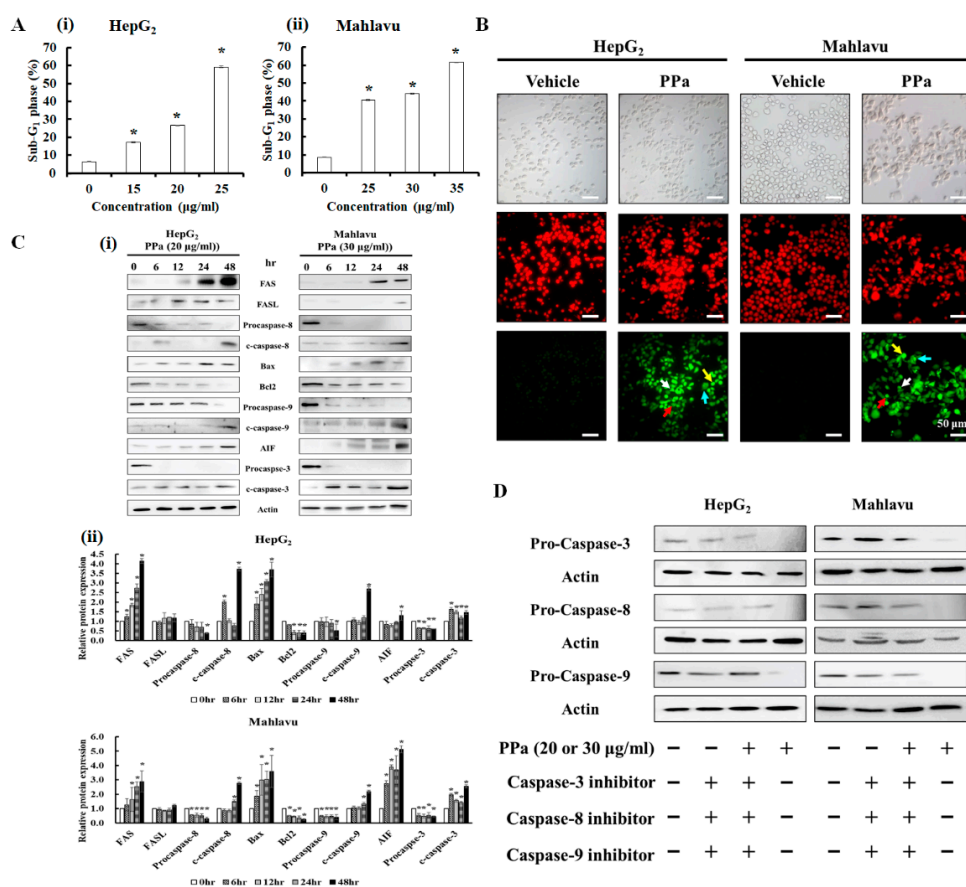 A
(i) HepG2
Sub-G1 phase (%)
70
60
50
40
30
20
10
0
*
*
*
0 15 20 25
Concentration (µg/ml)
(ii) Mahlavu
Sub-G1 phase (%)
70
60
50
40
30
20
10
0
*
*
*
0 25 30 35
Concentration (µg/ml)
B
HepG2 Mahlavu
Vehicle PPa Vehicle PPa
50 µm
C
(i)
HepG2 Mahlavu
PPa (20 µg/ml)) PPa (30 µg/ml))
0 6 12 24 48 hr 0 6 12 24 48
FAS
FASL
Procaspase-8
c-caspase-8
Bax
Bcl2
Procaspase-9
c-caspase-9
AIF
Procaspse-3
c-caspase-3
Actin
(ii)
HepG2
Relative protein expression
4.5
4.0
3.5
3.0
2.5
2.0
1.5
1.0
0.5
0.0
FAS FASL Procaspase-8 c-caspase-8 Bax Bcl2 Procaspase-9 c-caspase-9 AIF Procaspse-3 c-caspase-3
0hr 6hr 12hr 24hr 48hr
Mahlavu
Relative protein expression
6.0
5.0
4.0
3.0
2.0
1.0
0.0
FAS FASL Procaspase-8 c-caspase-8 Bax Bcl2 Procaspase-9 c-caspase-9 AIF Procaspse-3 c-caspase-3
0hr 6hr 12hr 24hr 48hr
D
HepG2 Mahlavu
Pro-Caspase-3
Actin
Pro-Caspase-8
Actin
Pro-Caspase-9
Actin
PPa (20 or 30 µg/ml) − − + + − − + +
Caspase-3 inhibitor − + + − − + + −
Caspase-8 inhibitor − + + − − + + −
Caspase-9 inhibitor − + + − − + + −